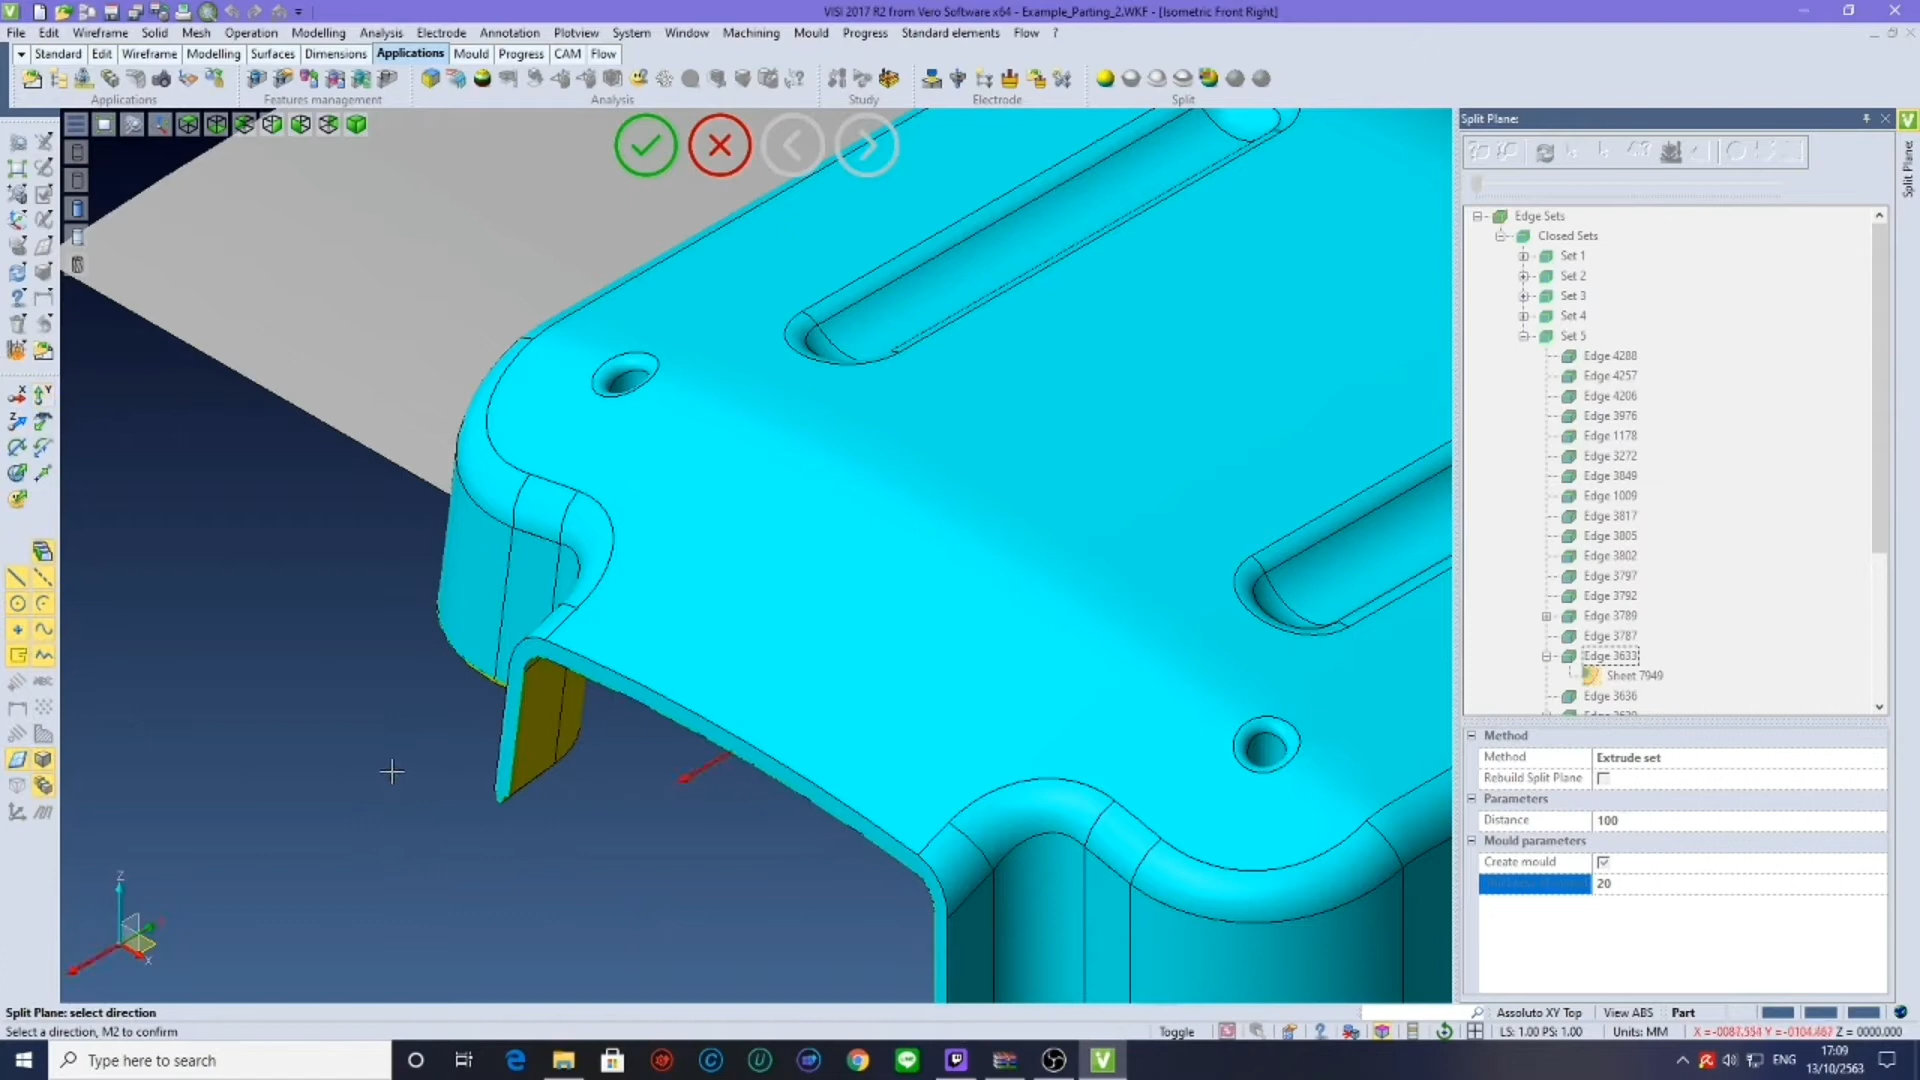 VISI 2017 R2 from Vero Software x64 - Example_Parting_2.WKF - [Isometric Front Right]
File Edit Wireframe Solid Mesh Operation Modelling Analysis Electrode Annotation Plotview System Window Machining Mould Progress Standard elements Flow ?
Standard Edit Wireframe Modelling Surfaces Dimensions Applications Mould Progress CAM Flow
Applications Features management Analysis Study Electrode Split
Split Plane:
Split Plane:
Edge Sets
Closed Sets
Set 1
Set 2
Set 3
Set 4
Set 5
Edge 4288
Edge 4257
Edge 4206
Edge 3976
Edge 1178
Edge 3272
Edge 3849
Edge 1009
Edge 3817
Edge 3805
Edge 3802
Edge 3797
Edge 3792
Edge 3789
Edge 3787
Edge 3633
Sheet 7949
Edge 3636
Method
Method Extrude set
Rebuild Split Plane
Parameters
Distance 100
Mould parameters
Create mould
20
Z
X
Split Plane: select direction
Select a direction, M2 to confirm
Assoluto XY Top View ABS Part
Toggle LS: 1.00 PS: 1.00 Units: MM
Z = 0000.000
Type here to search
ENG
17:09
13/10/2563